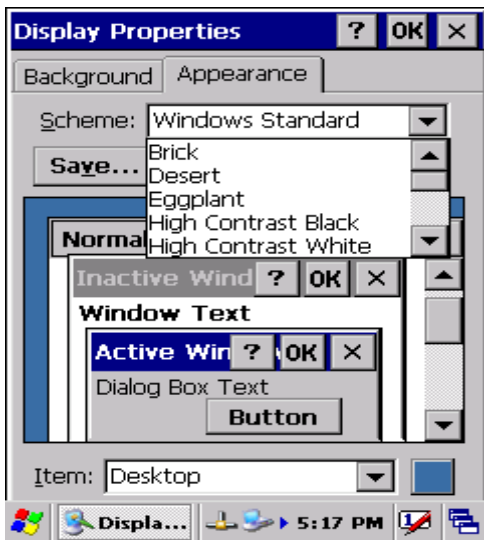 Display Properties ? OK ×
Background Appearance
Scheme: Windows Standard
Save...
Brick
Desert
Eggplant
High Contrast Black
High Contrast White
Normal
Inactive Wind ? OK ×
Window Text
Active Win ? OK ×
Dialog Box Text
Button
Item: Desktop
Displa... 5:17 PM